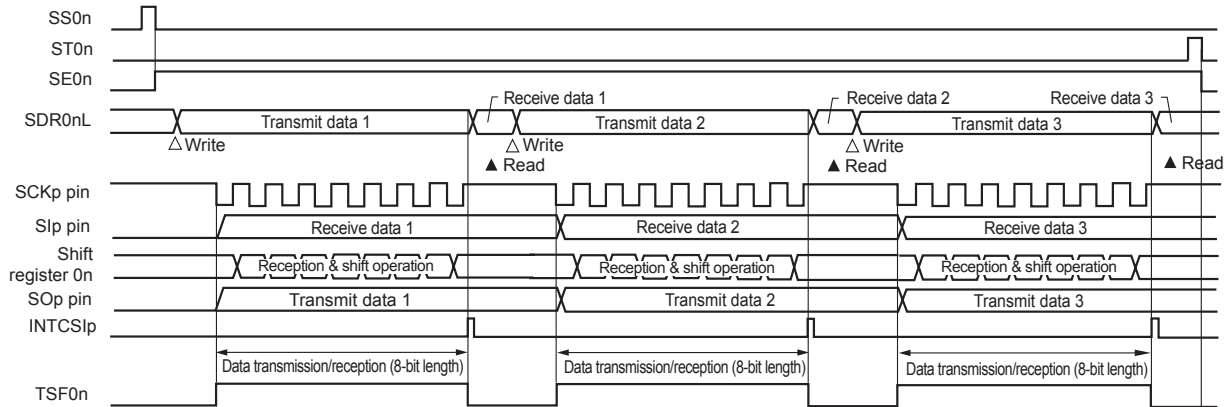 SS0n
ST0n
SE0n
SDR0nL
Receive data 1
Receive data 2
Receive data 3
Transmit data 1
Transmit data 2
Transmit data 3
△Write
△ Write
△ Write
▲ Read
▲ Read
▲ Read
SCKp pin
SIp pin
Receive data 1
Receive data 2
Receive data 3
Shift
register 0n
Reception & shift operation
Reception & shift operation
Reception & shift operation
SOp pin
Transmit data 1
Transmit data 2
Transmit data 3
INTCSIp
Data transmission/reception (8-bit length)
Data transmission/reception (8-bit length)
Data transmission/reception (8-bit length)
TSF0n